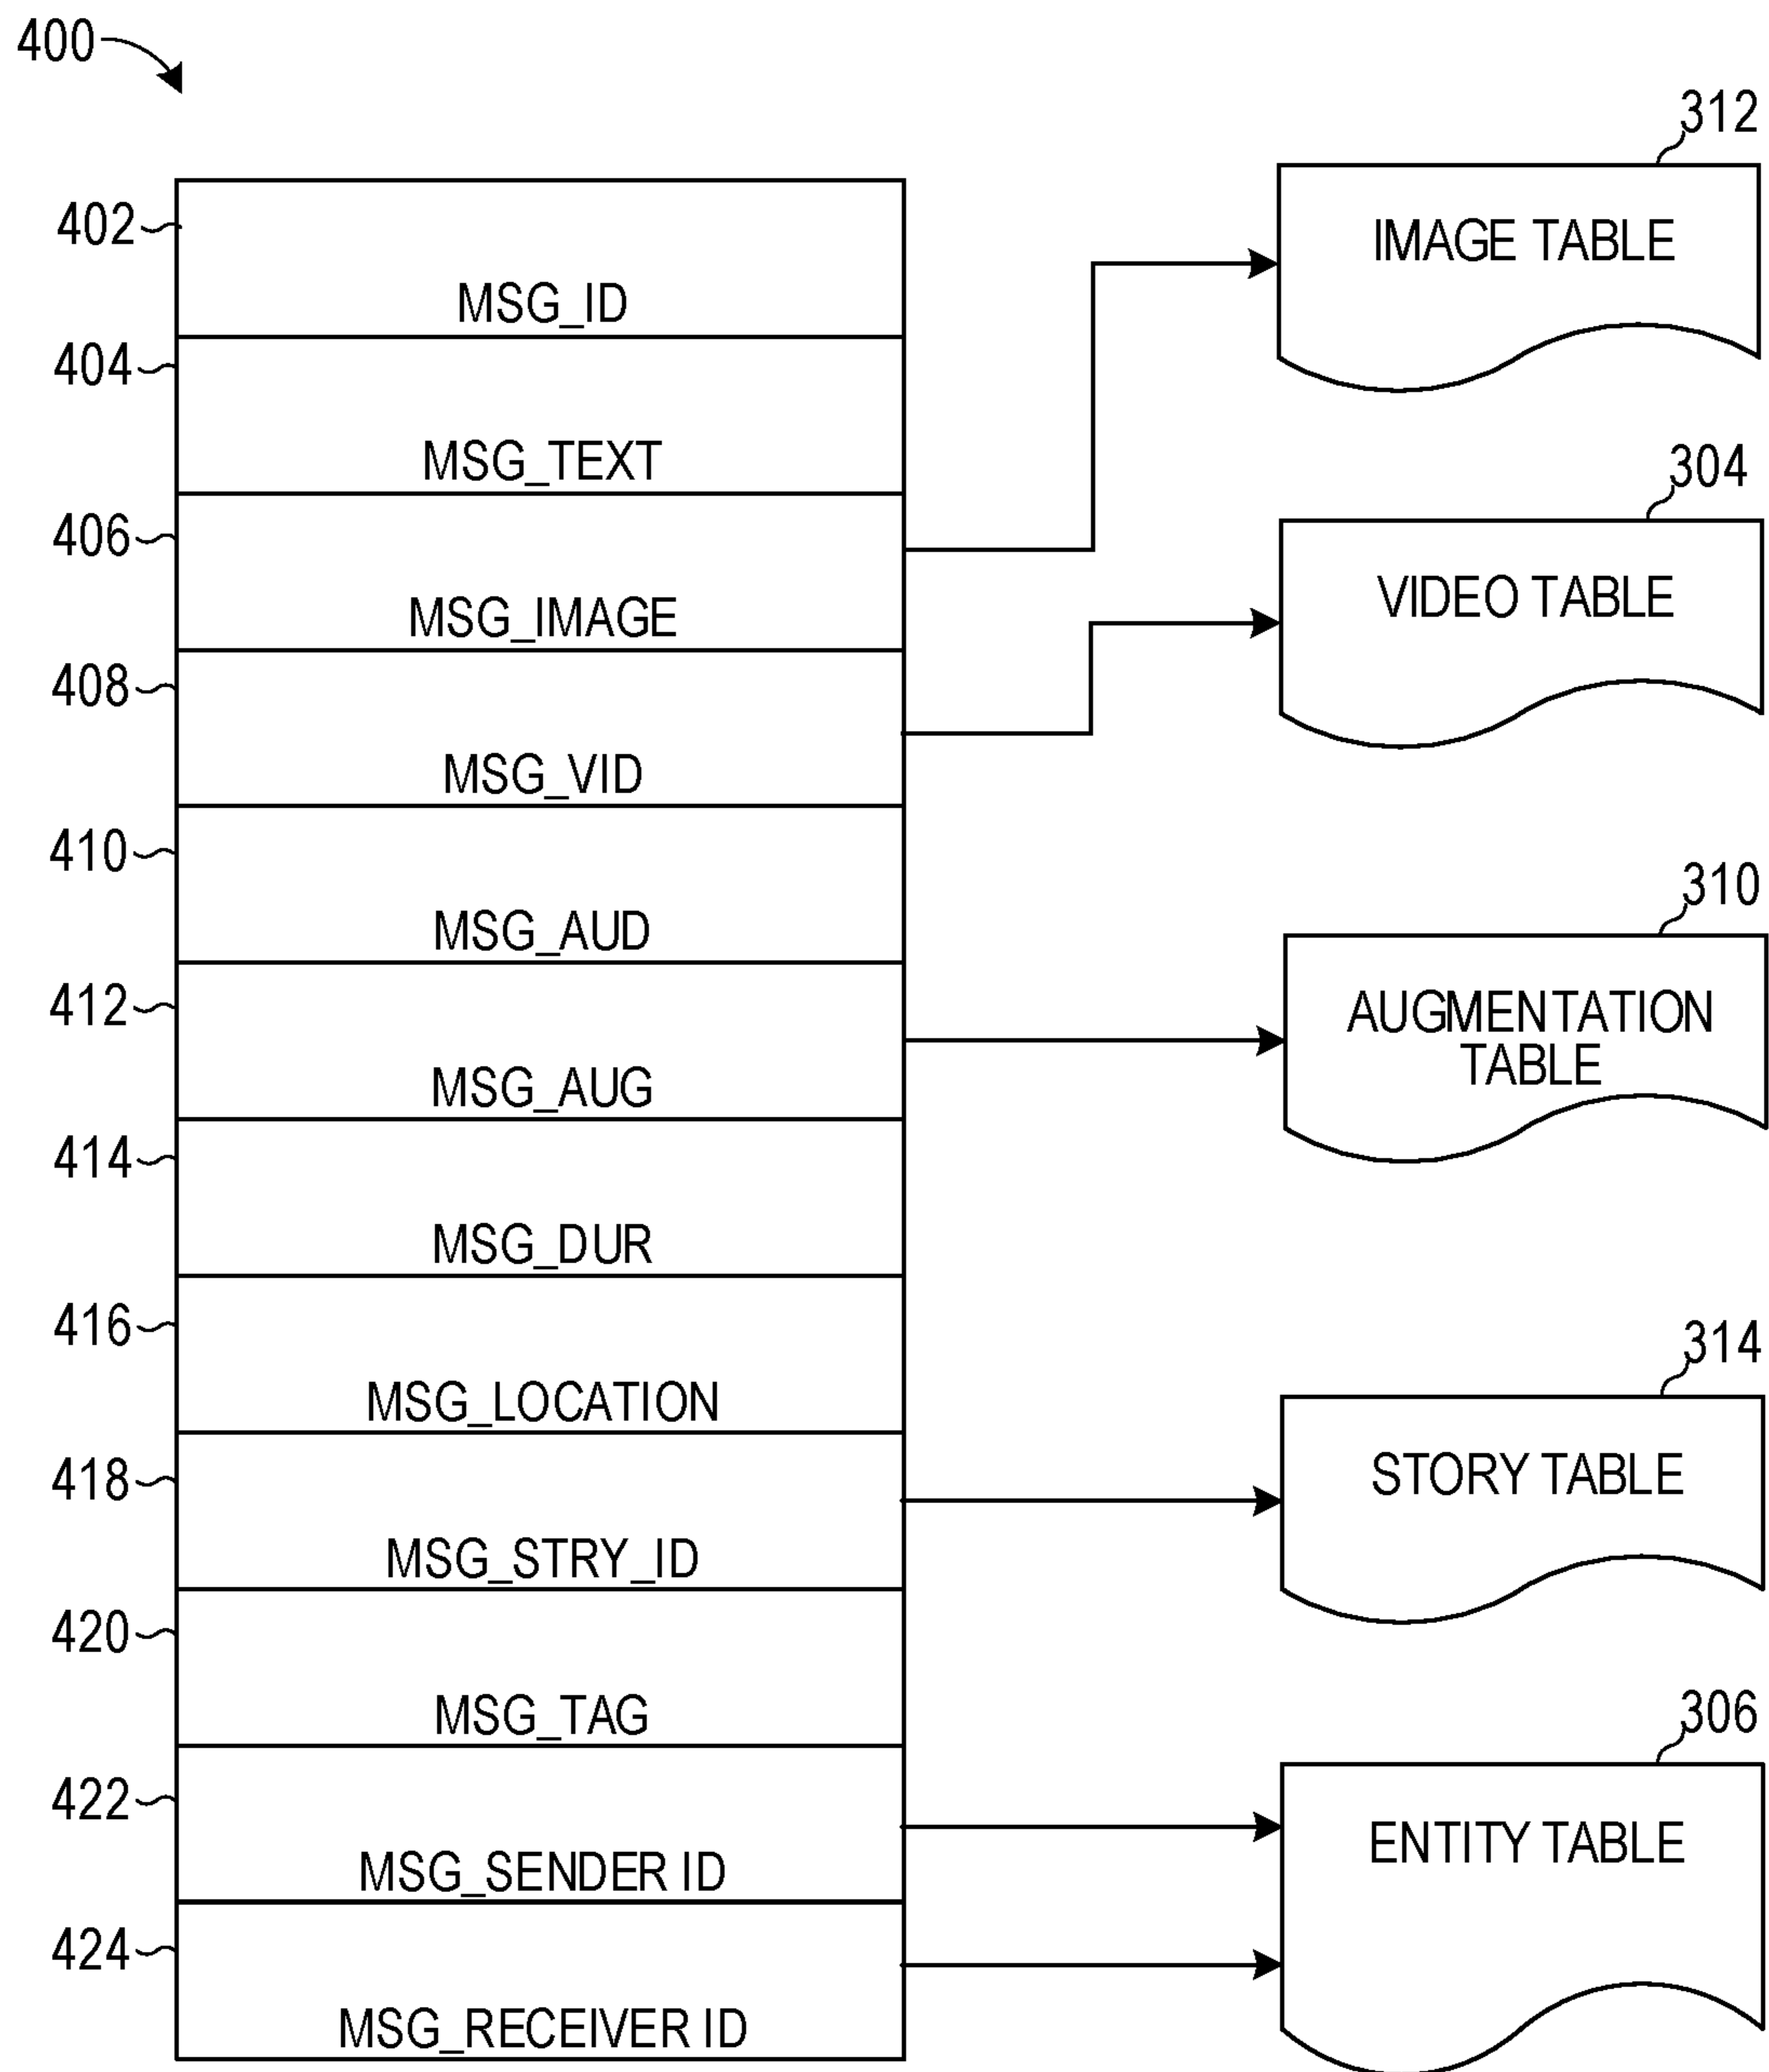 400
402
MSG_ID
404
MSG_TEXT
406
MSG_IMAGE
408
MSG_VID
410
MSG_AUD
412
MSG_AUG
414
MSG_DUR
416
MSG_LOCATION
418
MSG_STRY_ID
420
MSG_TAG
422
MSG_SENDER ID
424
MSG_RECEIVER ID
312
IMAGE TABLE
304
VIDEO TABLE
310
AUGMENTATION
TABLE
314
STORY TABLE
306
ENTITY TABLE